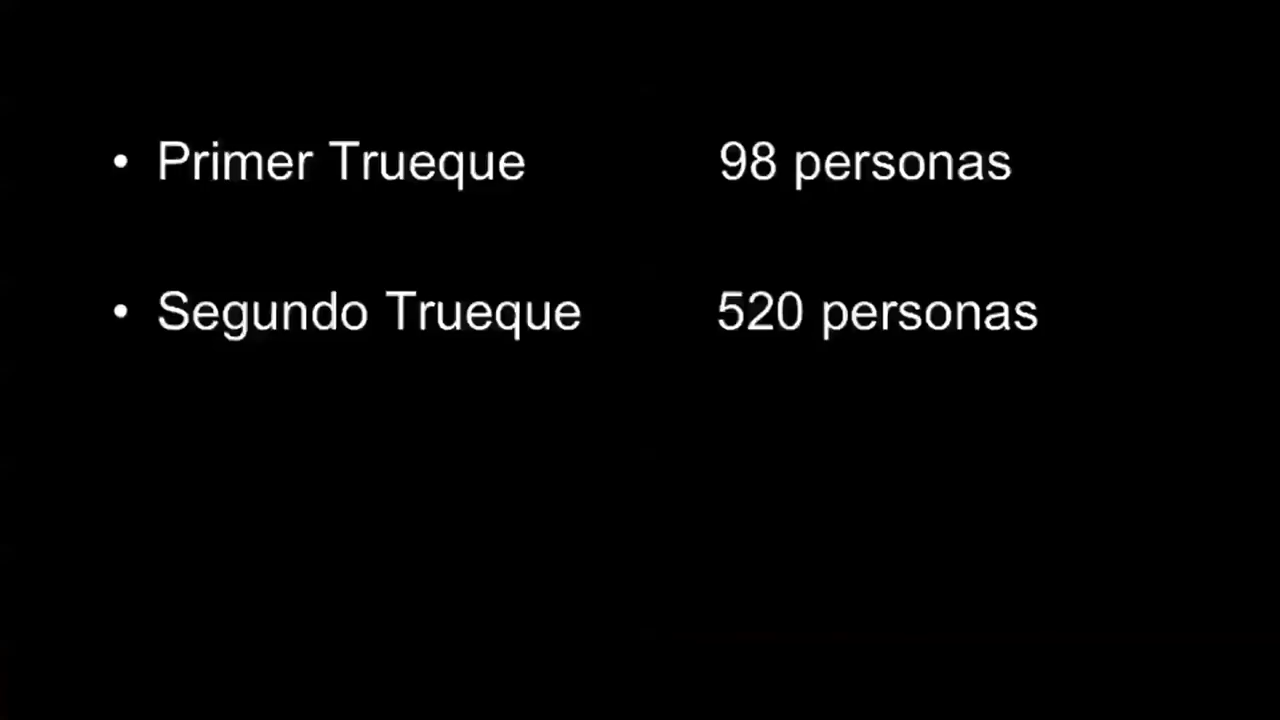 • Primer Trueque 98 personas
• Segundo Trueque 520 personas